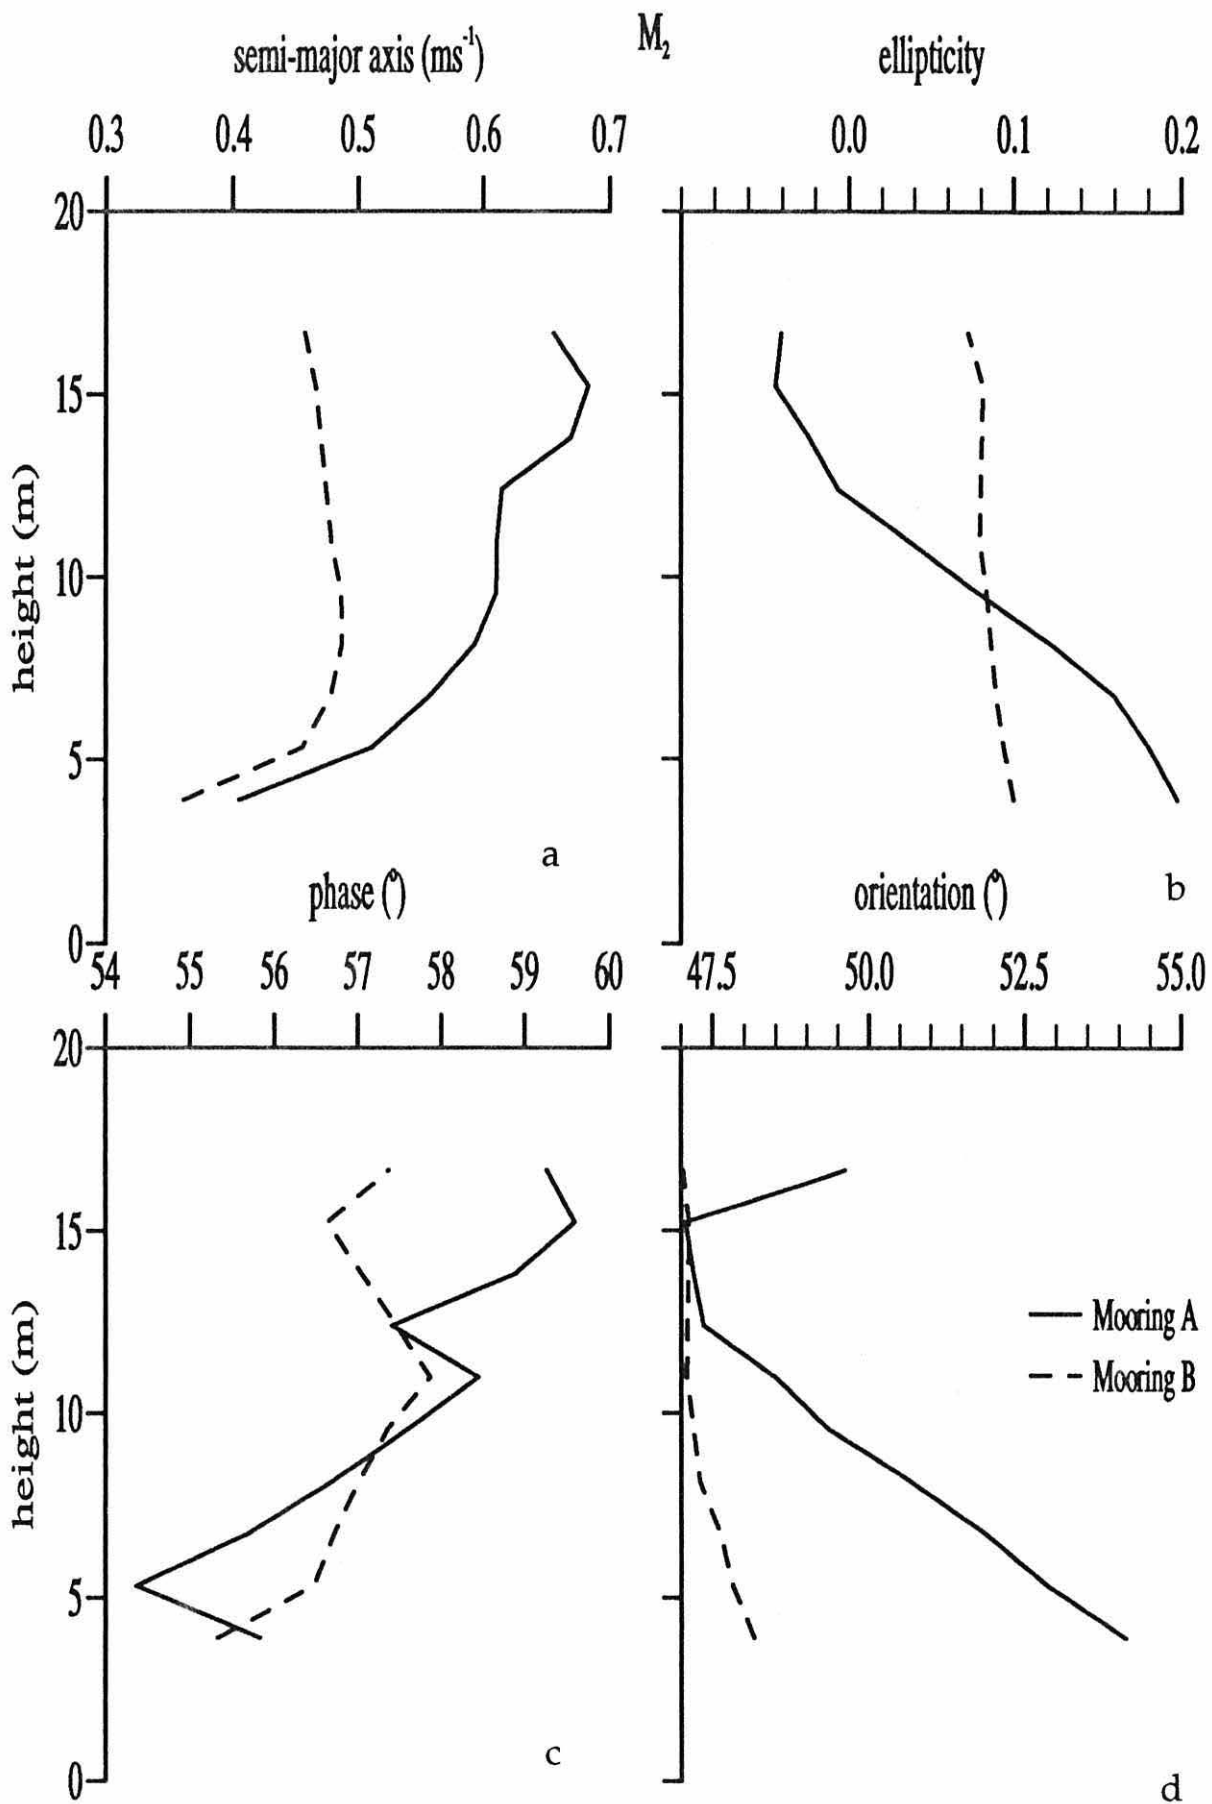 M₂
semi-major axis (ms⁻¹)
ellipticity
0.3 0.4 0.5 0.6 0.7
0.0 0.1 0.2
20
15
10
5
0
height (m)
a
b
phase (°)
orientation (°)
54 55 56 57 58 59 60
47.5 50.0 52.5 55.0
20
15
10
5
0
height (m)
Mooring A
Mooring B
c
d